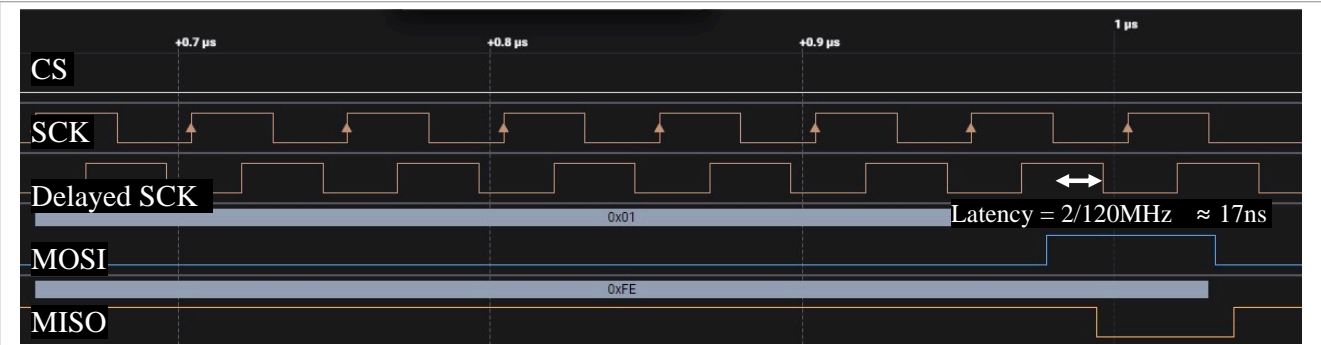 1 µs
+0.7 µs +0.8 µs +0.9 µs
CS
SCK
Delayed SCK
0x01 Latency = 2/120MHz ≈ 17ns
MOSI
0xFE
MISO